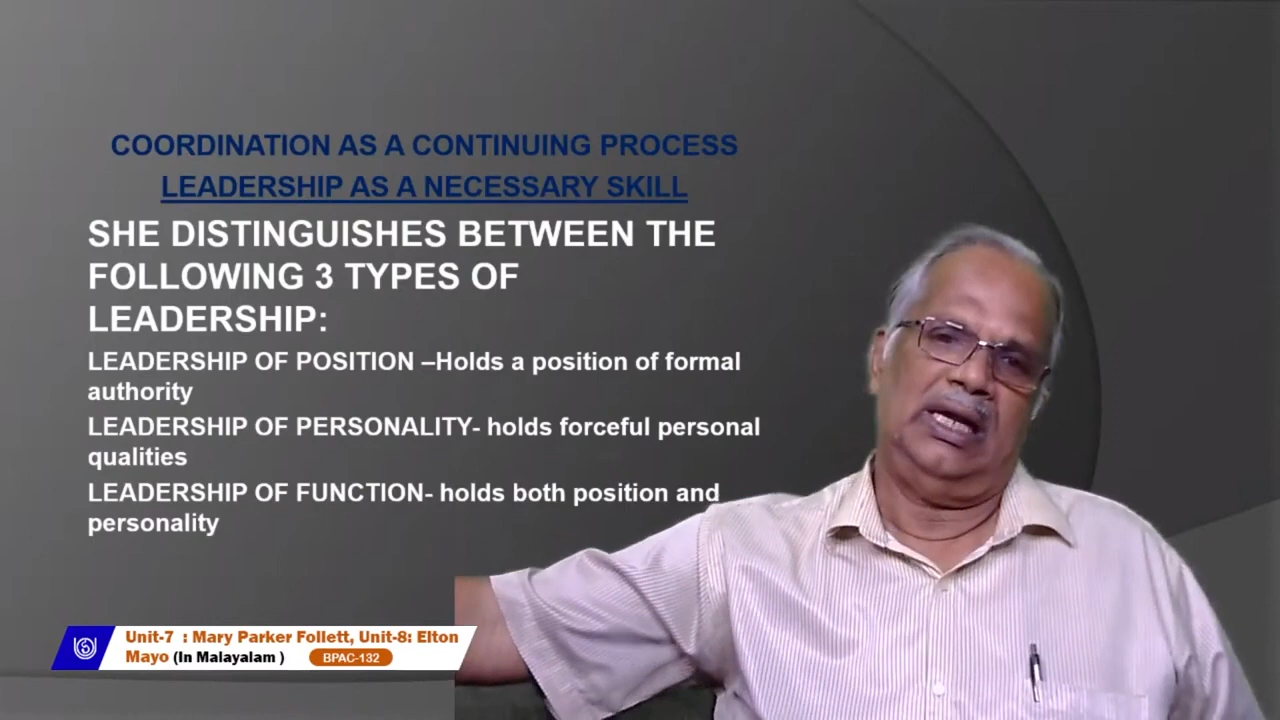 COORDINATION AS A CONTINUING PROCESS
LEADERSHIP AS A NECESSARY SKILL
SHE DISTINGUISHES BETWEEN THE
FOLLOWING 3 TYPES OF
LEADERSHIP:
LEADERSHIP OF POSITION –Holds a position of formal
authority
LEADERSHIP OF PERSONALITY- holds forceful personal
qualities
LEADERSHIP OF FUNCTION- holds both position and
personality
Unit-7 : Mary Parker Follett, Unit-8: Elton
Mayo (In Malayalam )
BPAC-132